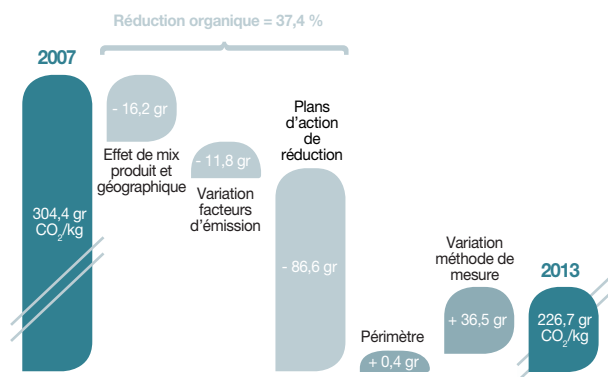 Réduction organique = 37,4 %
2007
304,4 gr
CO2/kg
- 16,2 gr
Effet de mix
produit et
géographique
- 11,8 gr
Variation
facteurs
d'émission
Plans
d'action
de
réduction
- 86,6 gr
Périmètre
+ 0,4 gr
Variation
méthode de
mesure
+ 36,5 gr
2013
226,7 gr
CO2/kg